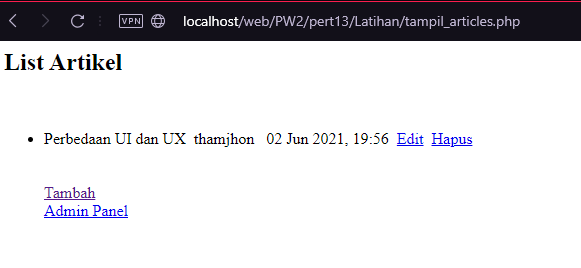 VPN localhost/web/PW2/pert13/Latihan/tampil_articles.php
List Artikel
Perbedaan UI dan UX thamjhon 02 Jun 2021, 19:56 Edit Hapus
Tambah
Admin Panel